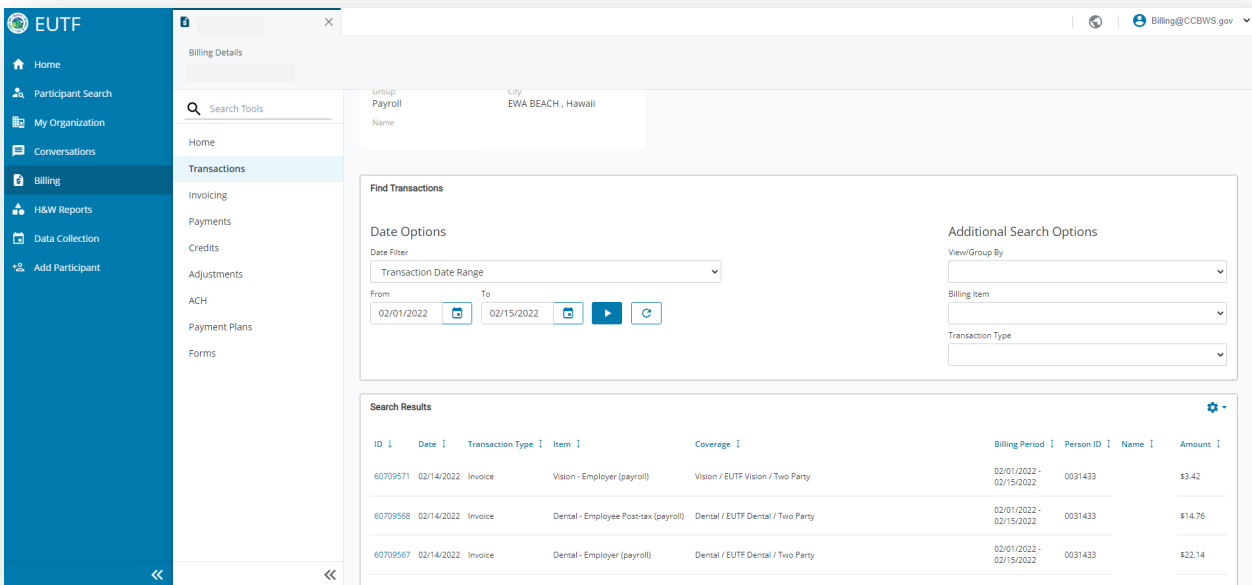 EUTF
Billing@CCBWS.gov
Home
Participant Search
My Organization
Conversations
Billing
H&W Reports
Data Collection
Add Participant
Billing Details
Search Tools
Home
Transactions
Invoicing
Payments
Credits
Adjustments
ACH
Payment Plans
Forms
Group City
Payroll EWA BEACH , Hawaii
Name
Find Transactions
Date Options
Date Filter
Transaction Date Range
From To
02/01/2022 02/15/2022
Additional Search Options
View/Group By
Billing Item
Transaction Type
Search Results
ID Date Transaction Type Item Coverage Billing Period Person ID Name Amount
60709571 02/14/2022 Invoice Vision - Employer (payroll) Vision / EUTF Vision / Two Party 02/01/2022 - 0031433 $3.42
02/15/2022
60709568 02/14/2022 Invoice Dental - Employee Post-tax (payroll) Dental / EUTF Dental / Two Party 02/01/2022 - 0031433 $14.76
02/15/2022
60709567 02/14/2022 Invoice Dental - Employer (payroll) Dental / EUTF Dental / Two Party 02/01/2022 - 0031433 $22.14
02/15/2022